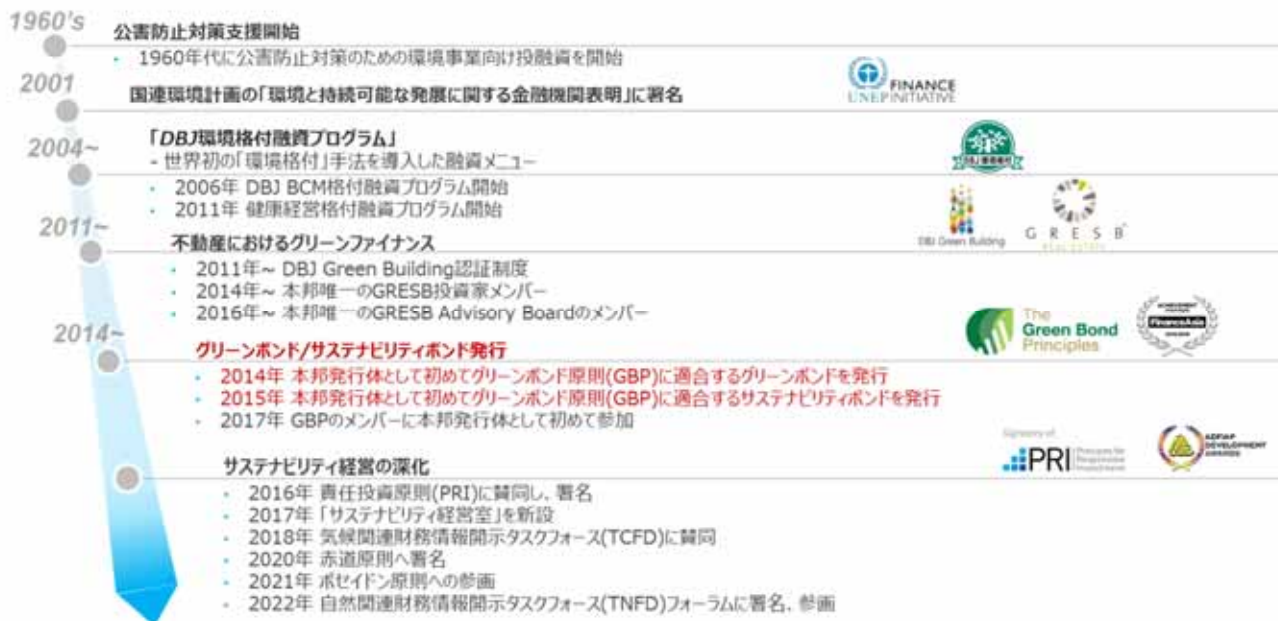 1960's
公害防止対策支援開始
・ 1960年代に公害防止対策のための環境事業向け投融資を開始
2001
国連環境計画の「環境と持続可能な発展に関する金融機関表明」に署名
UNEP FINANCE INITIATIVE
2004~
「DBJ環境格付融資プログラム」
- 世界初の「環境格付」手法を導入した融資メニュー
DBJ 環境格付
・ 2006年 DBJ BCM格付融資プログラム開始
・ 2011年 健康経営格付融資プログラム開始
DBJ Green Building
G R E S B
REAL ESTATE
2011~
不動産におけるグリーンファイナンス
・ 2011年~ DBJ Green Building認証制度
・ 2014年~ 本邦唯一のGRESB投資家メンバー
・ 2016年~ 本邦唯一のGRESB Advisory Boardのメンバー
The
Green Bond
Principles
ACHIEVEMENT
FinanceAsia
2014~
グリーンボンド/サステナビリティボンド発行
・ 2014年 本邦発行体として初めてグリーンボンド原則(GBP)に適合するグリーンボンドを発行
・ 2015年 本邦発行体として初めてグリーンボンド原則(GBP)に適合するサステナビリティボンドを発行
・ 2017年 GBPのメンバーに本邦発行体として初めて参加
Signatory of:
PRI Principles for Responsible Investment
ADFIAP
DEVELOPMENT
AWARDS
サステナビリティ経営の深化
・ 2016年 責任投資原則(PRI)に賛同し、署名
・ 2017年「サステナビリティ経営室」を新設
・ 2018年 気候関連財務情報開示タスクフォース(TCFD)に賛同
・ 2020年 赤道原則へ署名
・ 2021年 ポセイドン原則への参画
・ 2022年 自然関連財務情報開示タスクフォース(TNFD)フォーラムに署名、参画